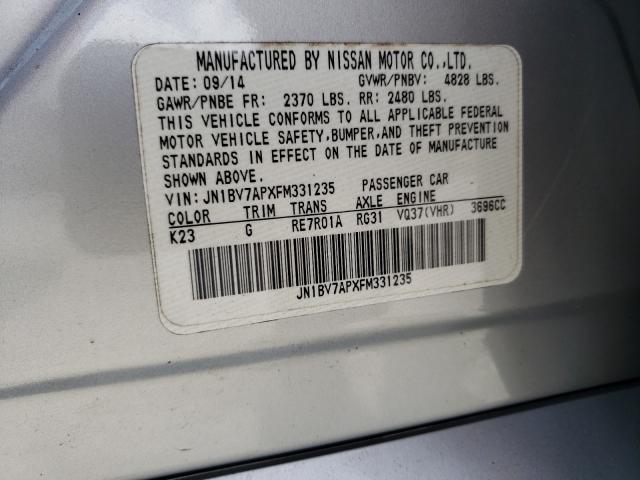 MANUFACTURED BY NISSAN MOTOR CO.,LTD.
DATE: 09/14 GVWR/PNBV: 4828 LBS.
GAWR/PNBE FR: 2370 LBS. RR: 2480 LBS.
THIS VEHICLE CONFORMS TO ALL APPLICABLE FEDERAL
MOTOR VEHICLE SAFETY,BUMPER,AND THEFT PREVENTION
STANDARDS IN EFFECT ON THE DATE OF MANUFACTURE
SHOWN ABOVE.
VIN: JN1BV7APXFM331235 PASSENGER CAR
COLOR TRIM TRANS AXLE ENGINE
K23 G RE7R01A RG31 VQ37(VHR) 3696CC
JN1BV7APXFM331235